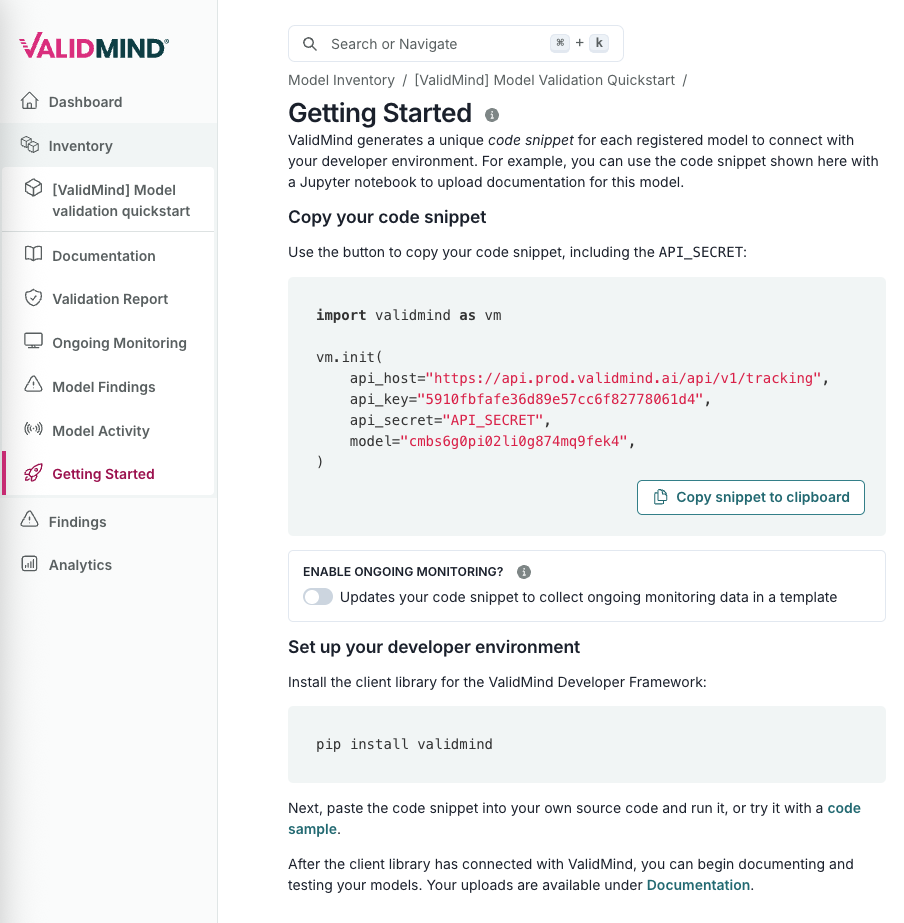 VALIDMIND®
Dashboard
Inventory
[ValidMind] Model
validation quickstart
Documentation
Validation Report
Ongoing Monitoring
Model Findings
Model Activity
Getting Started
Findings
Analytics
Search or Navigate ⌘ + k
Model Inventory / [ValidMind] Model Validation Quickstart /
Getting Started
ValidMind generates a unique code snippet for each registered model to connect with
your developer environment. For example, you can use the code snippet shown here with
a Jupyter notebook to upload documentation for this model.
Copy your code snippet
Use the button to copy your code snippet, including the API_SECRET:
import validmind as vm
vm.init(
api_host="https://api.prod.validmind.ai/api/v1/tracking",
api_key="5910fbfafe36d89e57cc6f82778061d4",
api_secret="API_SECRET",
model="cmbs6g0pi02li0g874mq9fek4",
)
Copy snippet to clipboard
ENABLE ONGOING MONITORING?
Updates your code snippet to collect ongoing monitoring data in a template
Set up your developer environment
Install the client library for the ValidMind Developer Framework:
pip install validmind
Next, paste the code snippet into your own source code and run it, or try it with a code
sample.
After the client library has connected with ValidMind, you can begin documenting and
testing your models. Your uploads are available under Documentation.